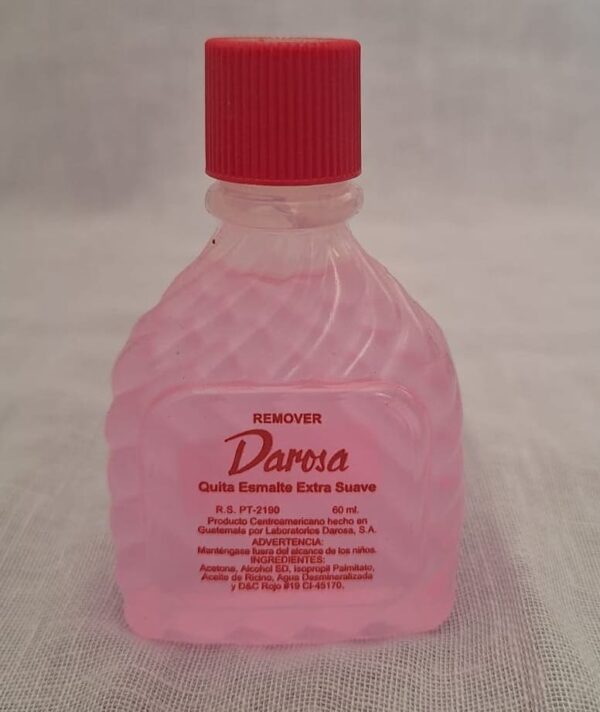 REMOVER
Darosa
Quita Esmalte Extra Suave
R.S. PT-2190 60 ml.
Producto Centroamericano hecho en
Guatemala por Laboratorios Darosa, S.A.
ADVERTENCIA:
Manténgase fuera del alcance de los niños.
INGREDIENTES:
Acetona, Alcohol ED, Isopropil Palmitato,
Aceite de Ricino, Agua Desmineralizada
y D&C Rojo #19 CI-45170.